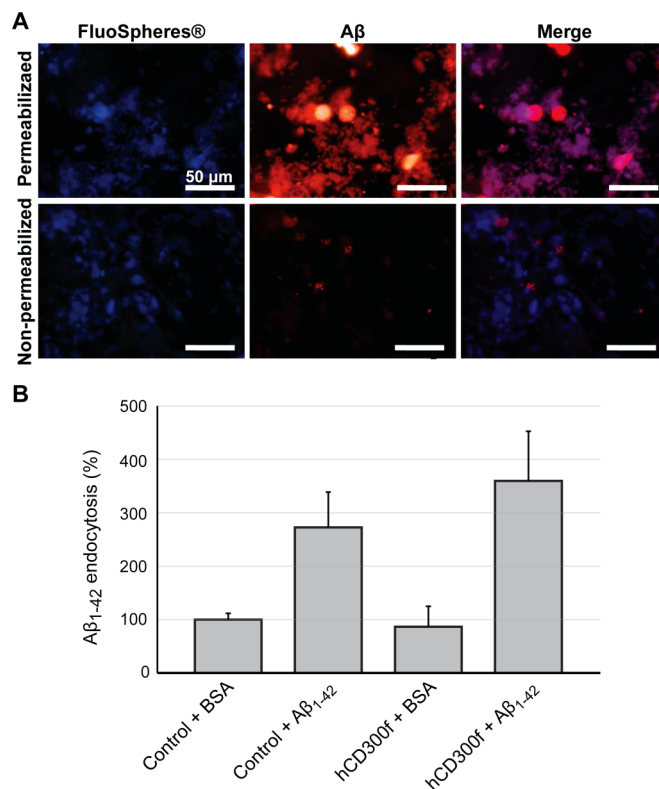 A
FluoSpheres® Aβ Merge
Permeabilizaed
50 µm
Non-permeabilized
B
Aβ1-42 endocytosis (%)
500
400
300
200
100
0
Control + BSA
Control + Aβ1-42
hCD300f + BSA
hCD300f + Aβ1-42